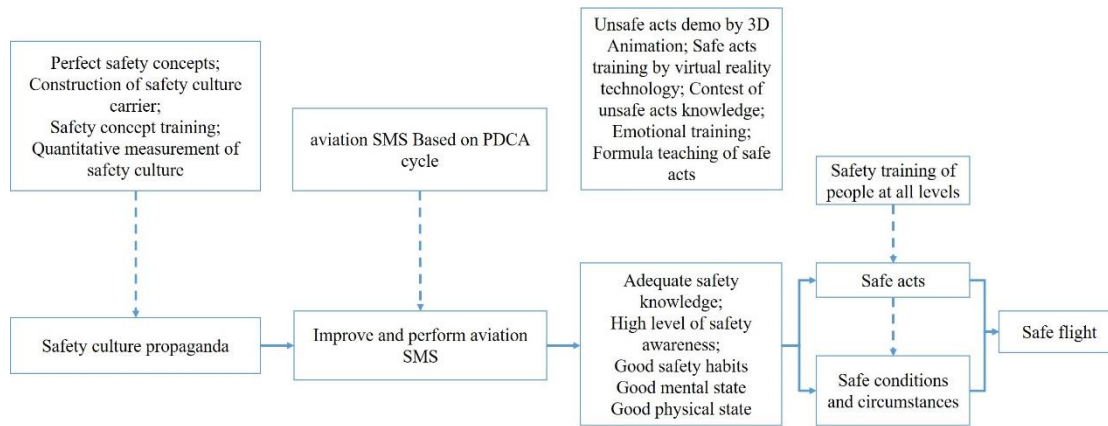 Perfect safety concepts;
Construction of safety culture
carrier;
Safety concept training;
Quantitative measurement of
safety culture
aviation SMS Based on PDCA
cycle
Unsafe acts demo by 3D
Animation; Safe acts
training by virtual reality
technology; Contest of
unsafe acts knowledge;
Emotional training;
Formula teaching of safe
acts
Safety training of
people at all levels
Safety culture propaganda
Improve and perform aviation
SMS
Adequate safety
knowledge;
High level of safety
awareness;
Good safety habits
Good mental state
Good physical state
Safe acts
Safe conditions
and circumstances
Safe flight